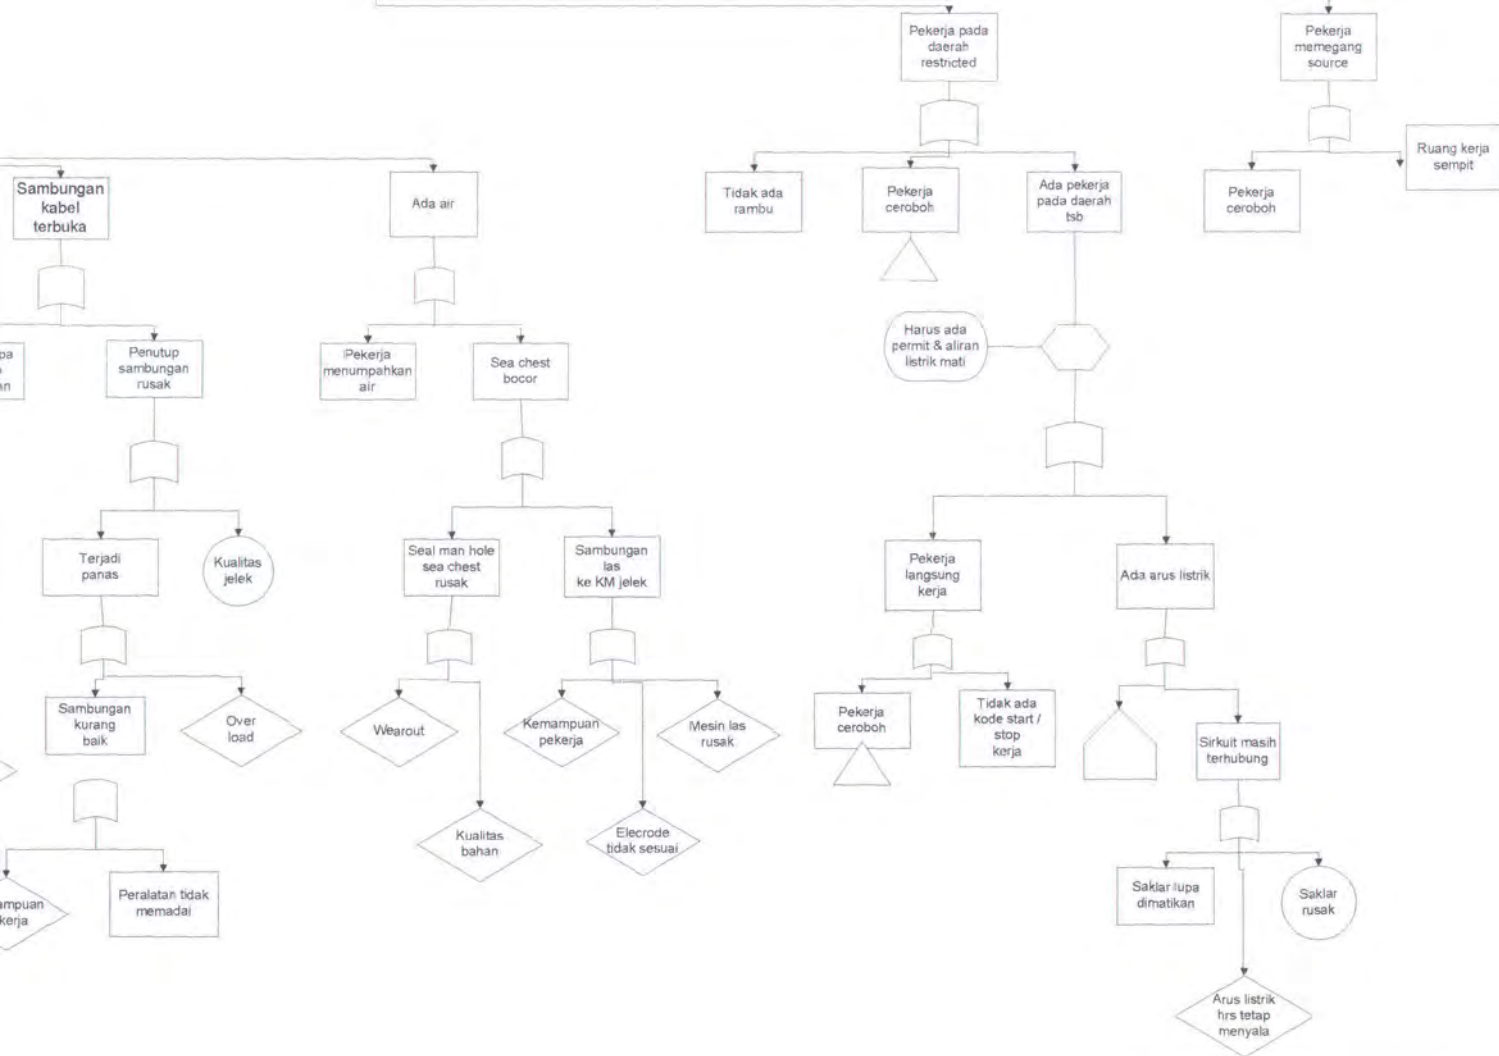 Pekerja pada
daerah
restricted
Pekerja
memegang
source
Ruang kerja
sempit
Sambungan
kabel
terbuka
Ada air
Tidak ada
rambu
Pekerja
ceroboh
Ada pekerja
pada daerah
tsb
Pekerja
ceroboh
Harus ada
permit & aliran
listrik mati
Penutup
sambungan
rusak
Pekerja
menumpahkan
air
Sea chest
bocor
Terjadi
panas
Kualitas
jelek
Seal man hole
sea chest
rusak
Sambungan
las
ke KM jelek
Pekerja
langsung
kerja
Ada arus listrik
Sambungan
kurang
baik
Over
load
Wearout
Kemampuan
pekerja
Mesin las
rusak
Pekerja
ceroboh
Tidak ada
kode start /
stop
kerja
Sirkuit masih
terhubung
Kualitas
bahan
Elecrode
tidak sesuai
ampuan
kerja
Peralatan tidak
memadai
Saklar lupa
dimatikan
Saklar
rusak
Arus listrik
hrs tetap
menyala